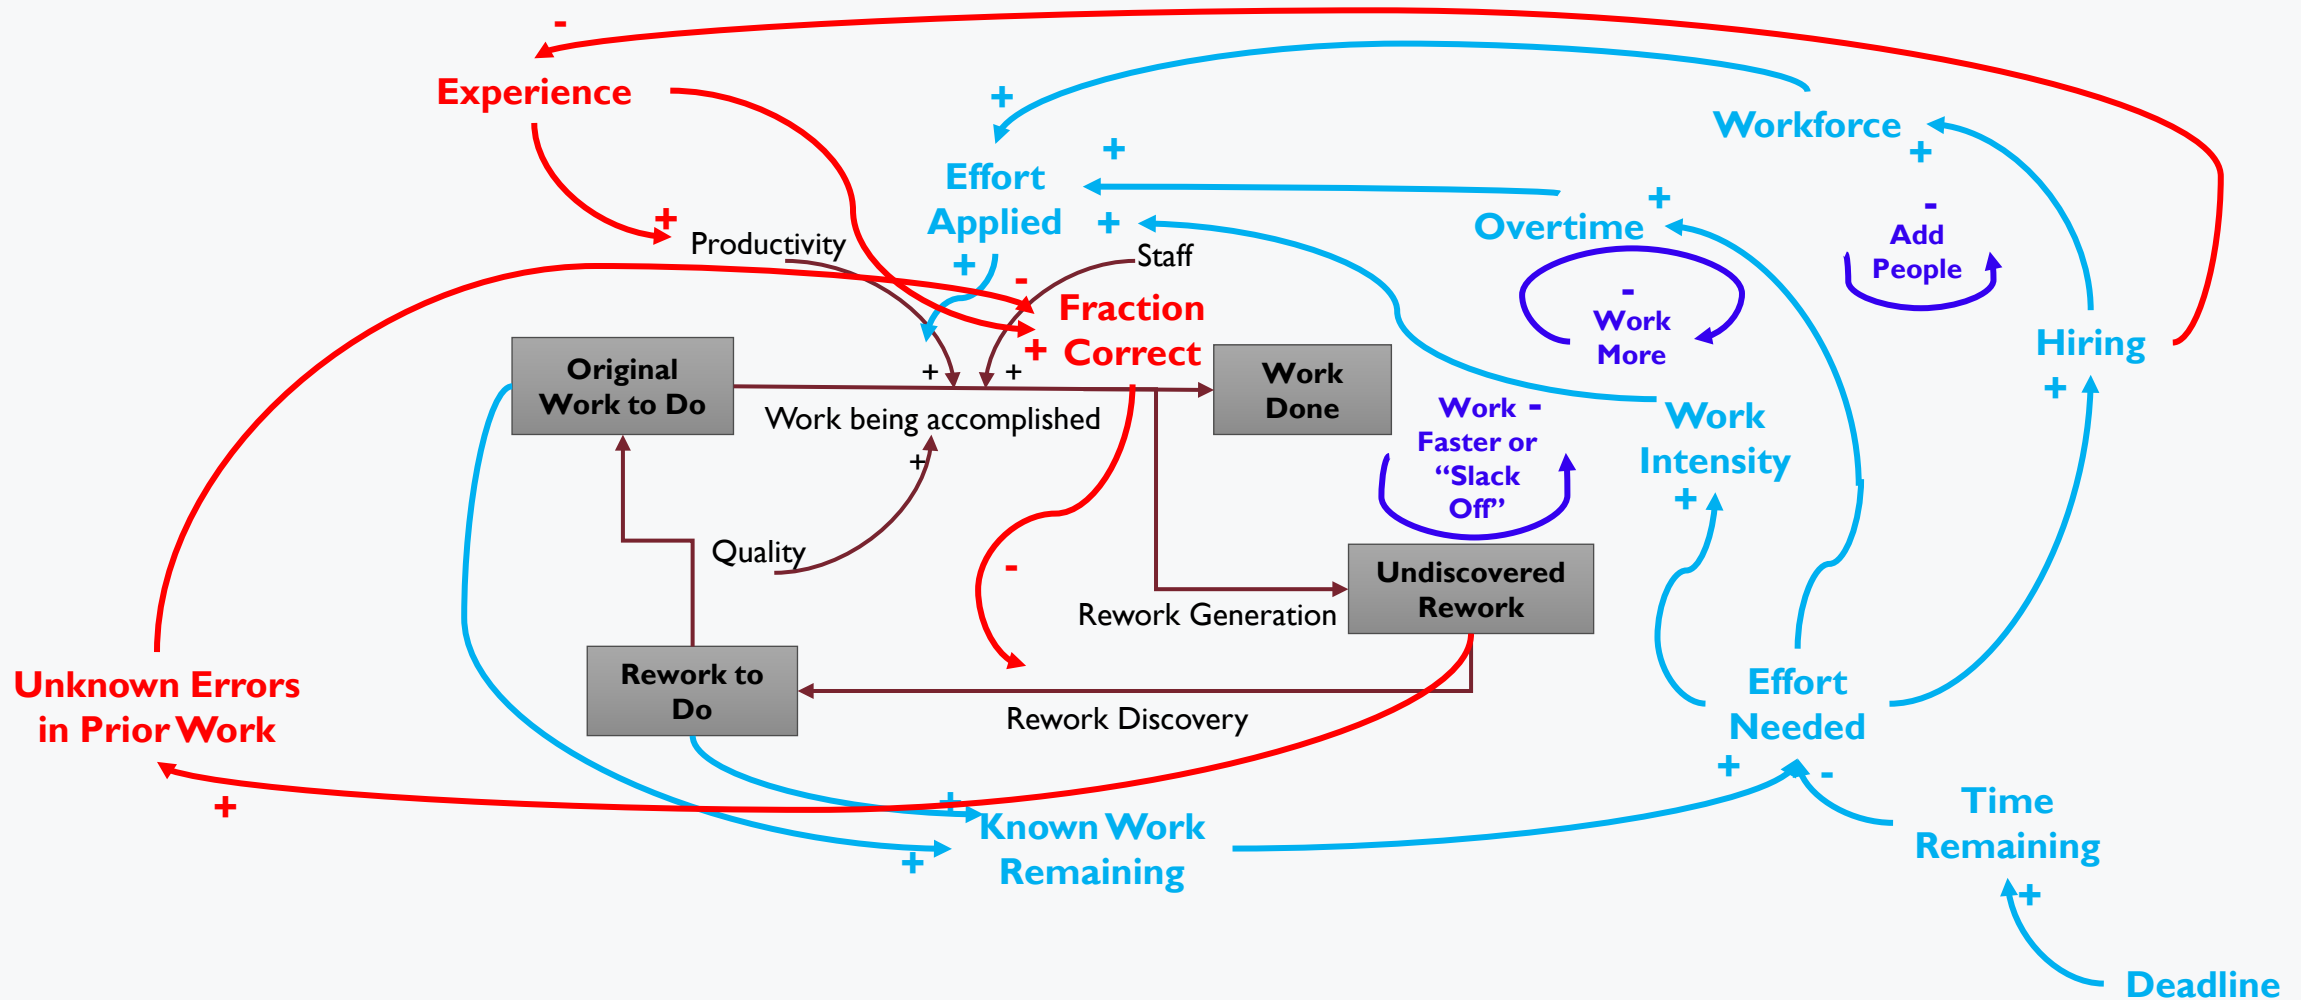 -
Experience
+
Workforce
+
+
Effort
Applied
+
+
+
Overtime
+
-
Add
People
+
Productivity
Staff
-
Fraction
Correct
+
-
Work
More
Hiring
+
Original
Work to Do
+
+
Work being accomplished
+
Work
Done
Work -
Faster or
“Slack
Off”
Work
Intensity
+
Quality
-
Rework Generation
Undiscovered
Rework
Unknown Errors
in Prior Work
+
Rework to
Do
Rework Discovery
Effort
Needed
+
-
+
Known Work
Remaining
+
Time
Remaining
+
Deadline